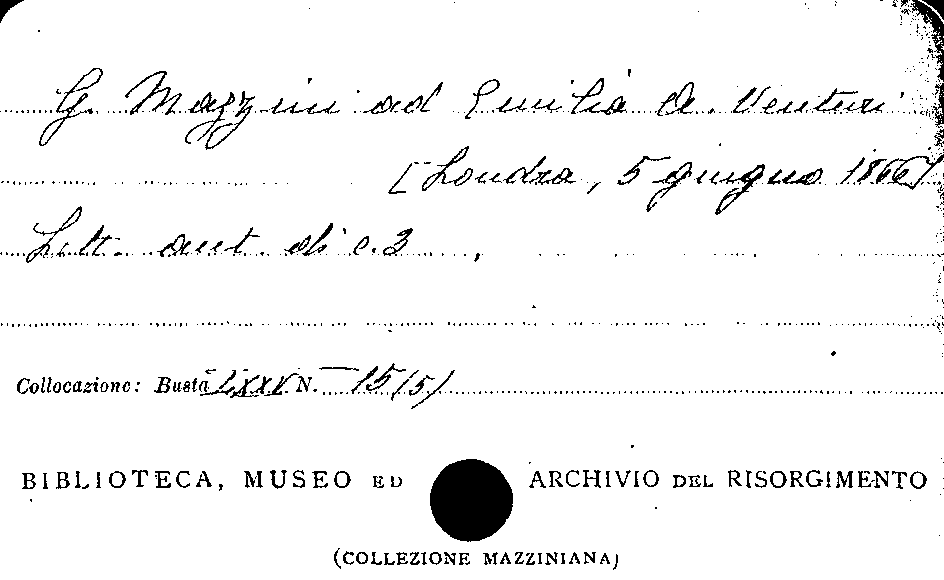 G. Mazzini ad Emilia A. Venturi
[Londra, 5 giugno 1866]
Lett. aut. di c. 3
Collocazione: Busta LXXV N. 15 (5)
BIBLIOTECA, MUSEO ED ARCHIVIO DEL RISORGIMENTO
(COLLEZIONE MAZZINIANA)